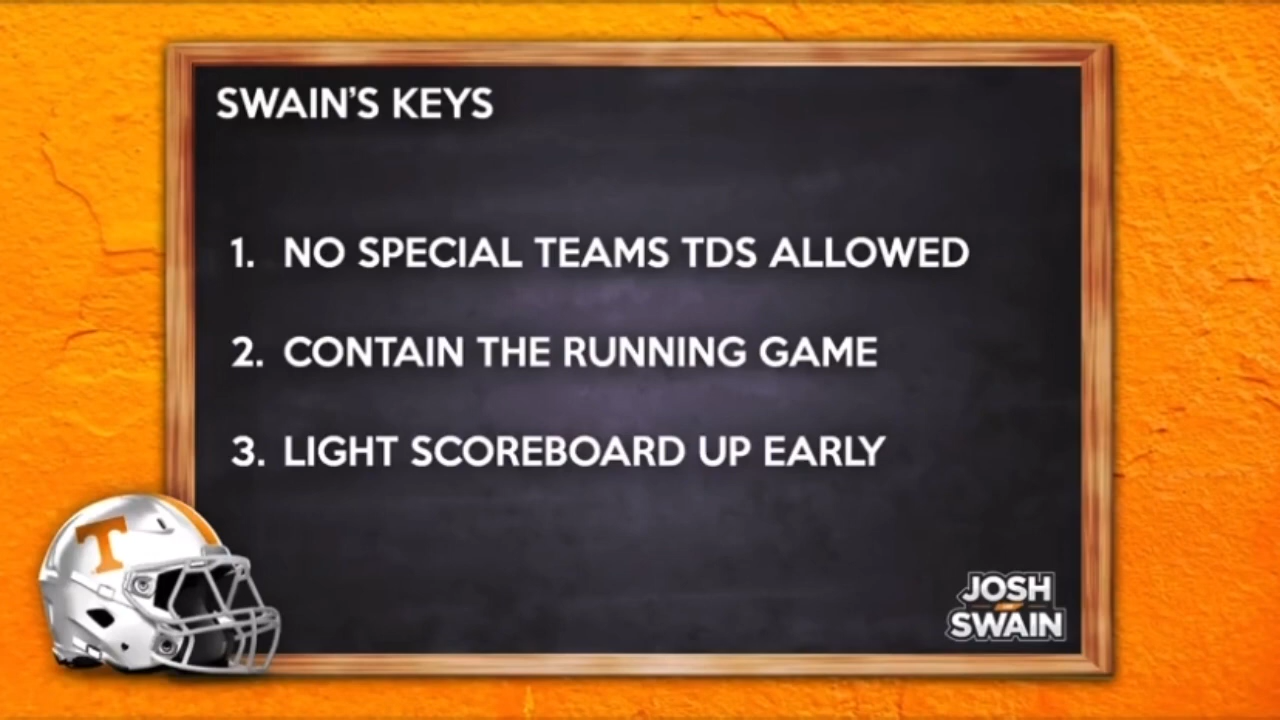 SWAIN'S KEYS
1. NO SPECIAL TEAMS TDS ALLOWED
2. CONTAIN THE RUNNING GAME
3. LIGHT SCOREBOARD UP EARLY
T
JOSH
SWAIN